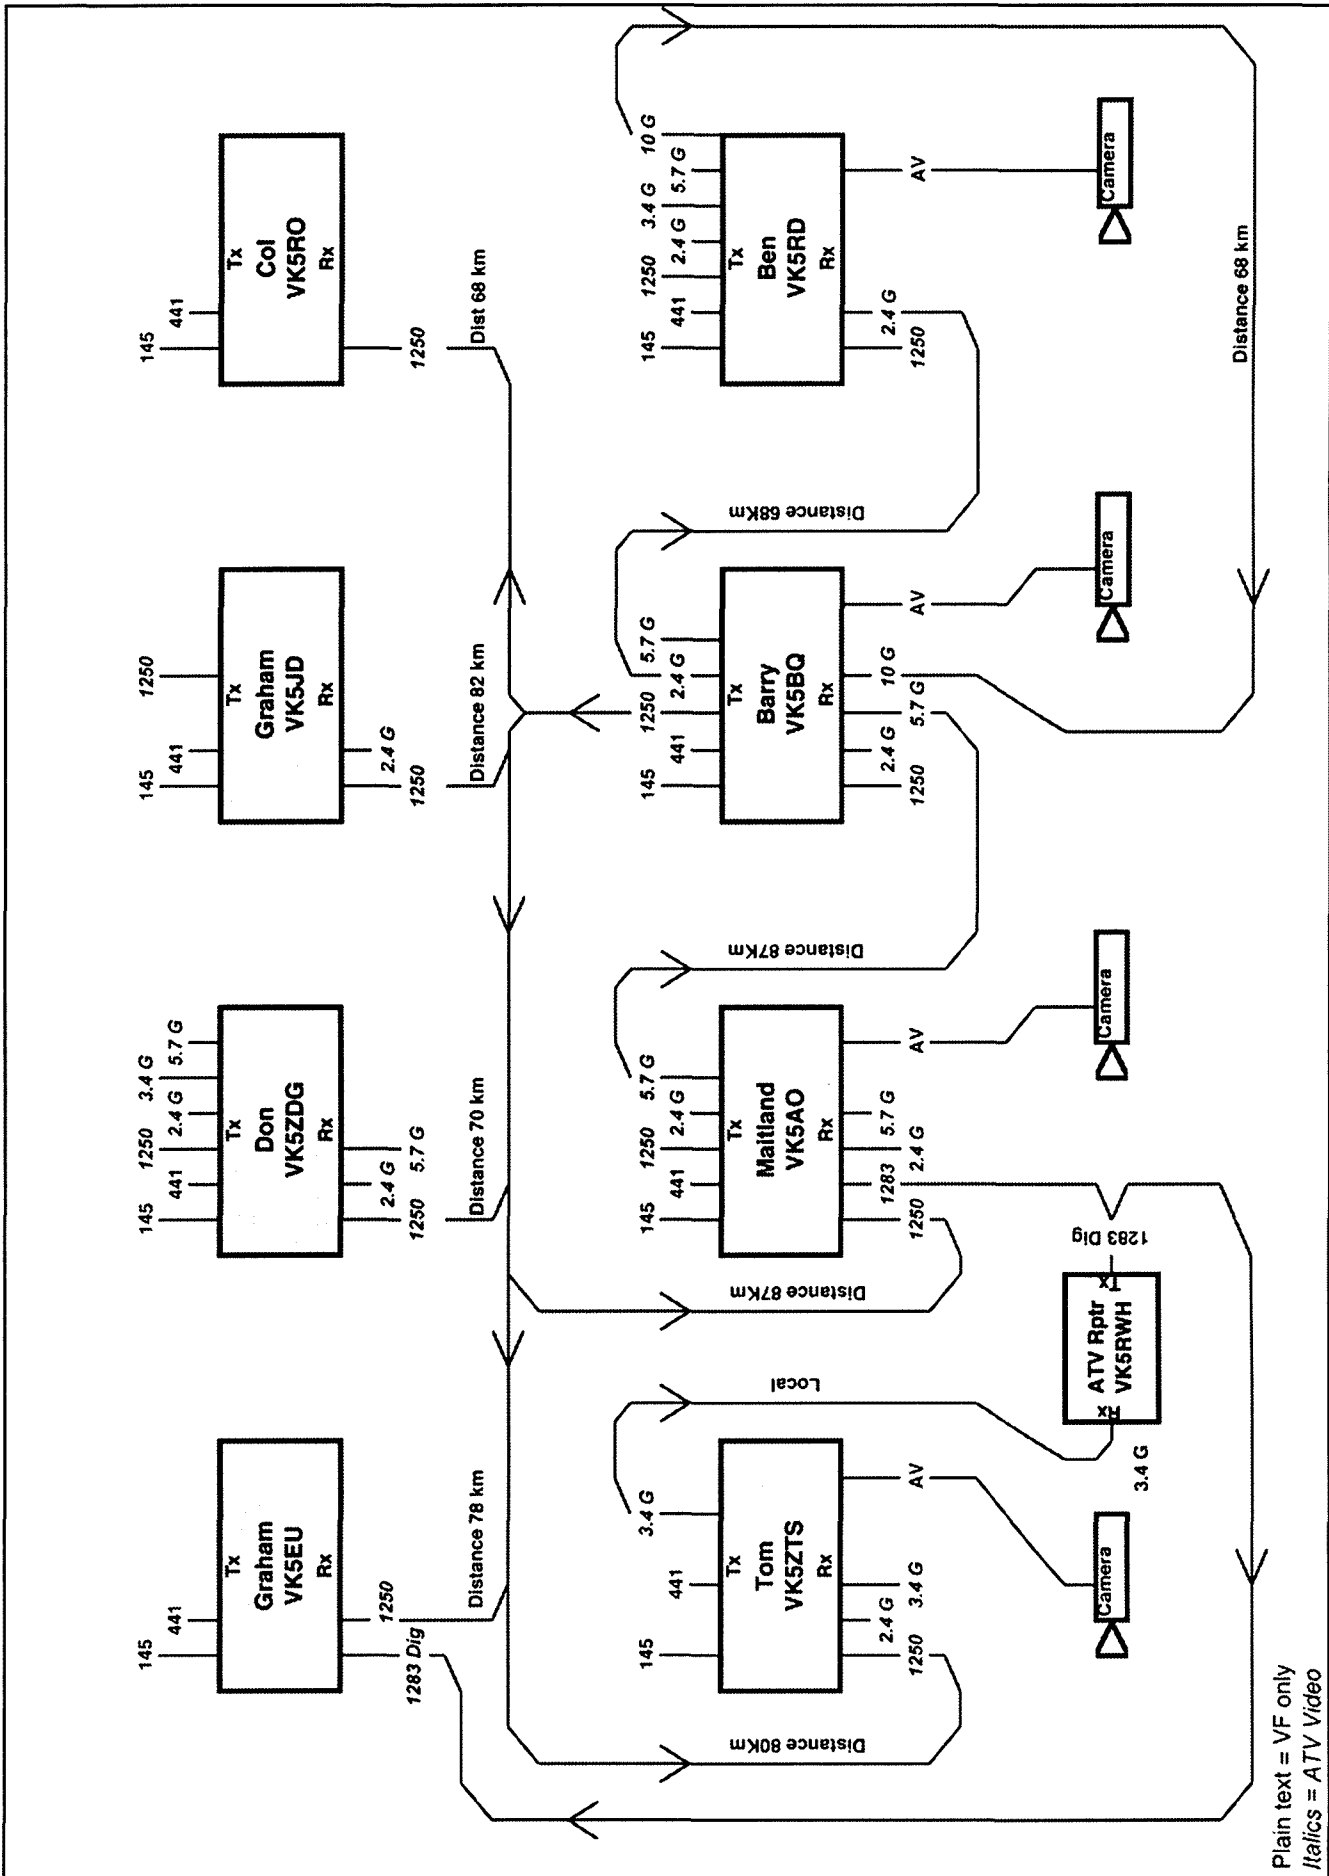 145
441
Tx
Graham
VK5EU
Rx
1283 Dig
1250
Distance 78 km
145
441
1250
2.4 G
3.4 G
5.7 G
Tx
Don
VK5ZDG
Rx
1250
2.4 G
5.7 G
Distance 70 km
145
441
1250
Tx
Graham
VK5JD
Rx
1250
2.4 G
Distance 82 km
145
441
Tx
Col
VK5RO
Rx
1250
Dist 68 km
145
441
3.4 G
Tx
Tom
VK5ZTS
Rx
1250
2.4 G
3.4 G
AV
Camera
Distance 80Km
Local
3.4 G
Rx
ATV Rptr
VK5RWH
Tx
1283 Dig
145
441
1250
2.4 G
5.7 G
Tx
Maitland
VK5AO
Rx
1250
1283
2.4 G
5.7 G
AV
Camera
Distance 87Km
Distance 87Km
145
441
1250
2.4 G
5.7 G
Tx
Barry
VK5BQ
Rx
1250
2.4 G
5.7 G
10 G
AV
Camera
Distance 68Km
145
441
1250
2.4 G
3.4 G
5.7 G
10 G
Tx
Ben
VK5RD
Rx
1250
2.4 G
AV
Camera
Distance 68 km
Plain text = VF only
Italics = ATV Video